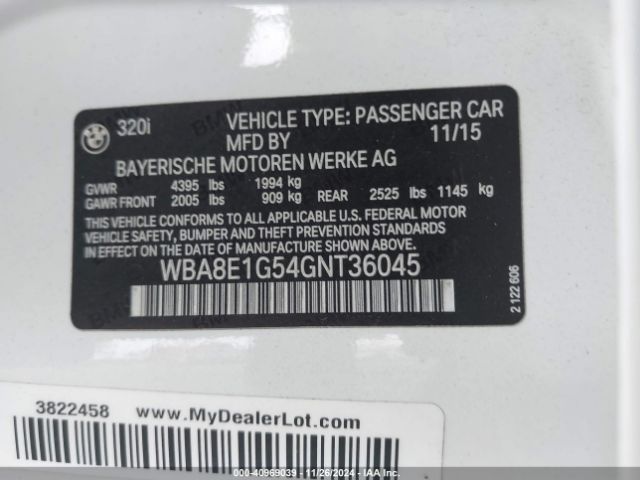 BMW
320i VEHICLE TYPE: PASSENGER CAR
MFD BY 11/15
BAYERISCHE MOTOREN WERKE AG
GVWR 4395 lbs 1994 kg
GAWR FRONT 2005 lbs 909 kg REAR 2525 lbs 1145 kg
THIS VEHICLE CONFORMS TO ALL APPLICABLE U.S. FEDERAL MOTOR
VEHICLE SAFETY, BUMPER AND THEFT PREVENTION STANDARDS IN
EFFECT ON THE DATE OF MANUFACTURE SHOWN ABOVE.
WBA8E1G54GNT36045
2 122 606
3822458 www.MyDealerLot.com
000-40969039 - 11/26/2024 - IAA Inc.